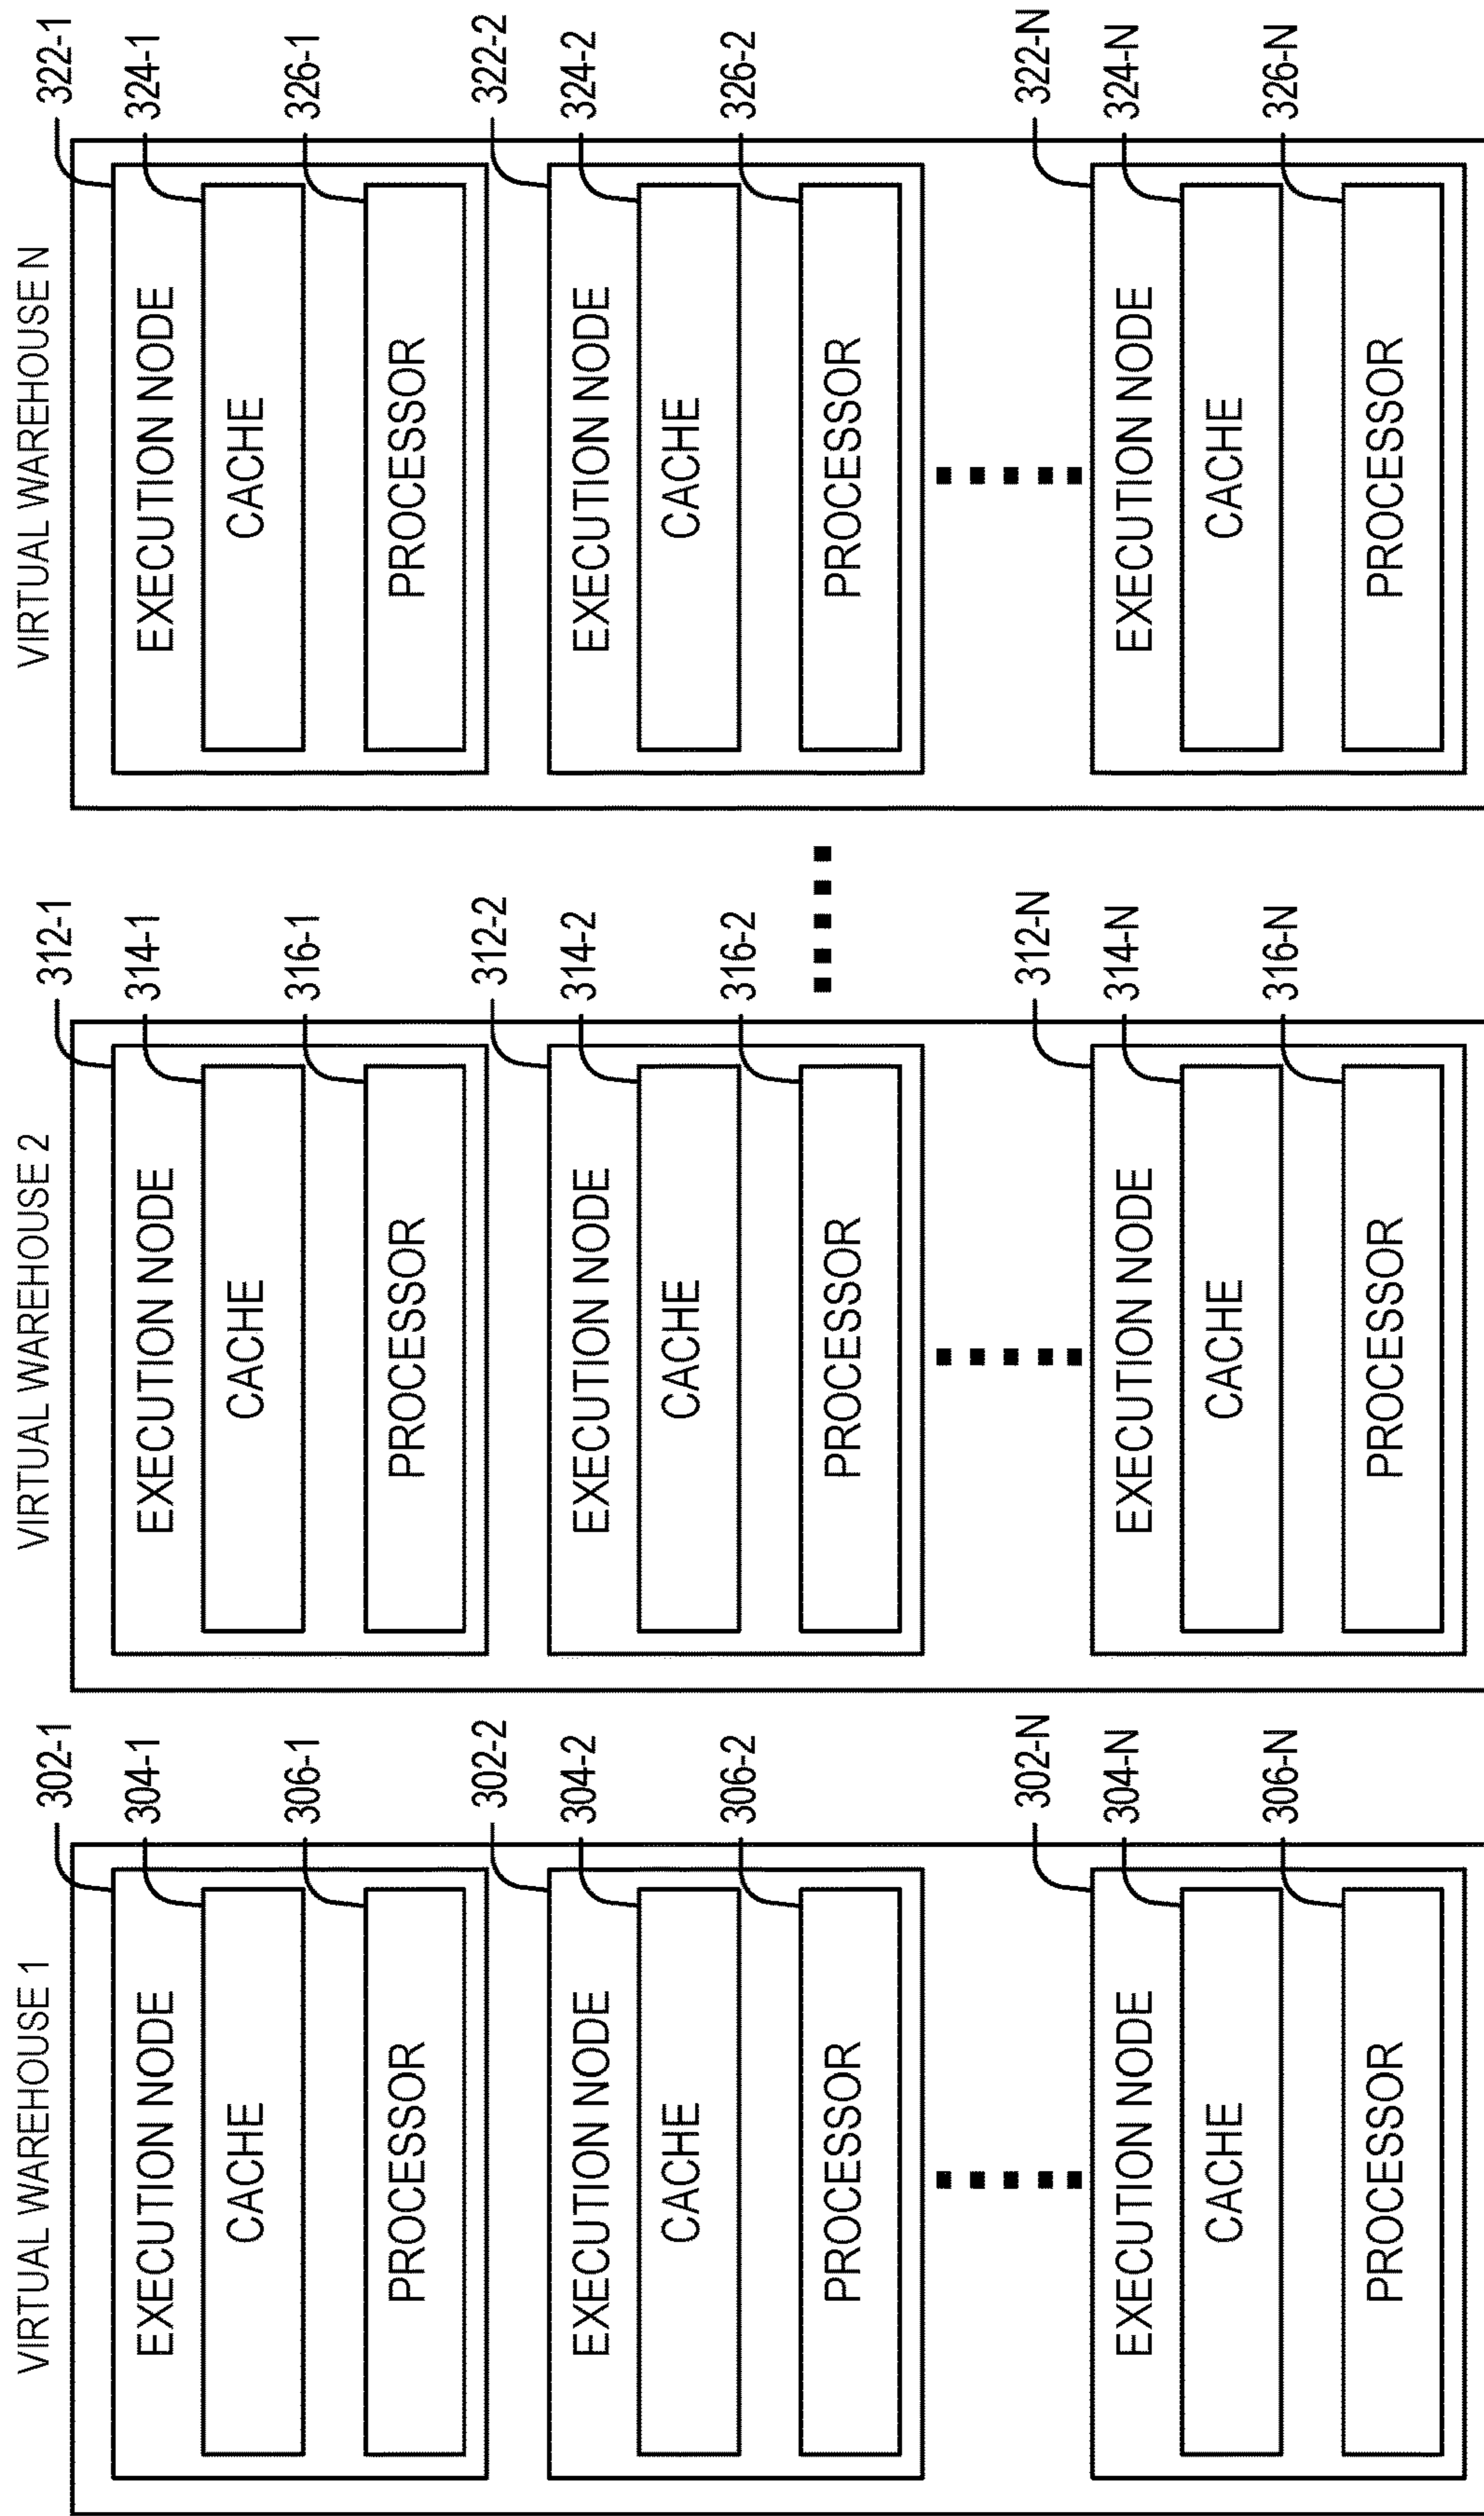 VIRTUAL WAREHOUSE 1
302-1
EXECUTION NODE
304-1
CACHE
306-1
PROCESSOR
302-2
EXECUTION NODE
304-2
CACHE
306-2
PROCESSOR
302-N
EXECUTION NODE
304-N
CACHE
306-N
PROCESSOR
VIRTUAL WAREHOUSE 2
312-1
EXECUTION NODE
314-1
CACHE
316-1
PROCESSOR
312-2
EXECUTION NODE
314-2
CACHE
316-2
PROCESSOR
312-N
EXECUTION NODE
314-N
CACHE
316-N
PROCESSOR
VIRTUAL WAREHOUSE N
322-1
EXECUTION NODE
324-1
CACHE
326-1
PROCESSOR
322-2
EXECUTION NODE
324-2
CACHE
326-2
PROCESSOR
322-N
EXECUTION NODE
324-N
CACHE
326-N
PROCESSOR